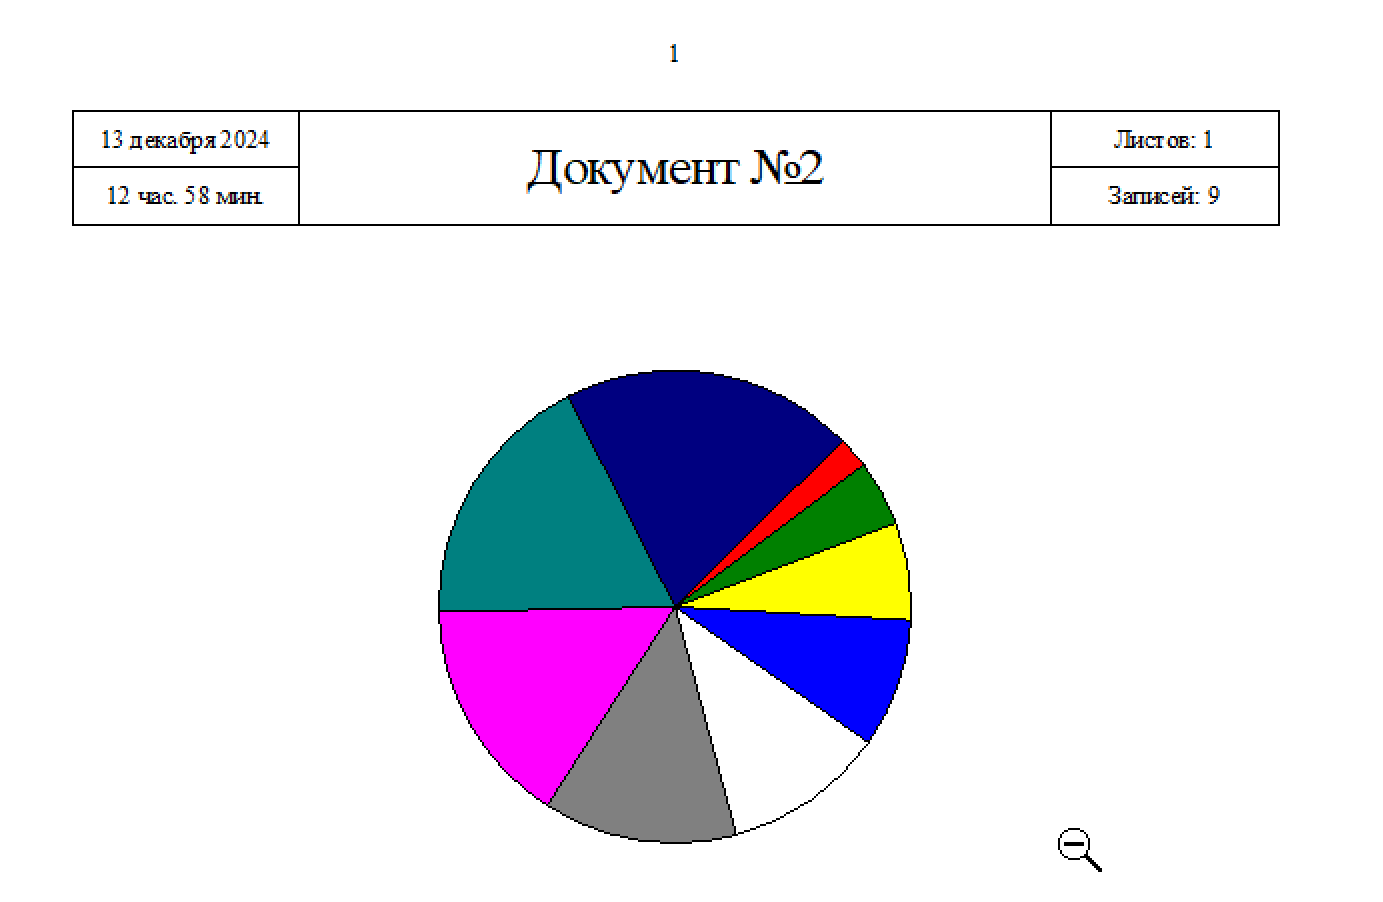 1
13 декабря 2024
12 час. 58 мин.
Документ №2
Листов: 1
Записей: 9